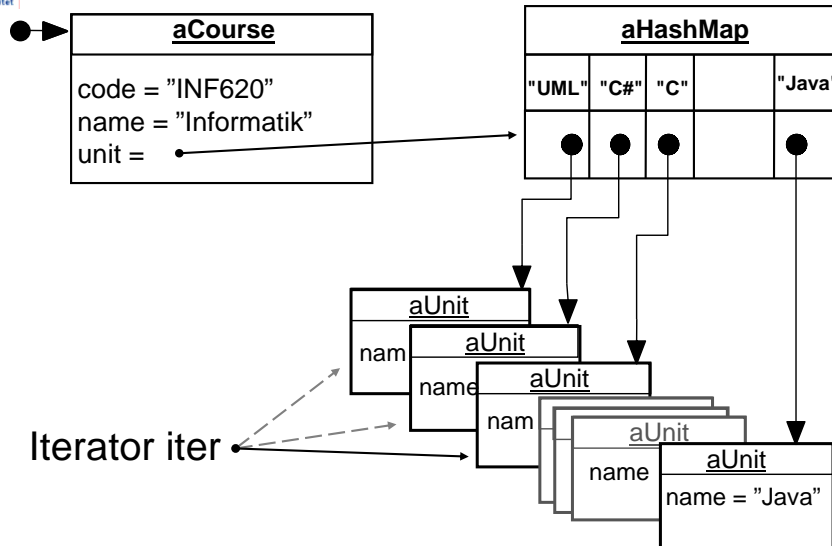 aCourse
code = ”INF620”
name = ”Informatik”
unit =
aHashMap
"UML" "C#" "C" "Java"
aUnit
nam
aUnit
name
aUnit
nam
aUnit
name
aUnit
name = ”Java”
Iterator iter